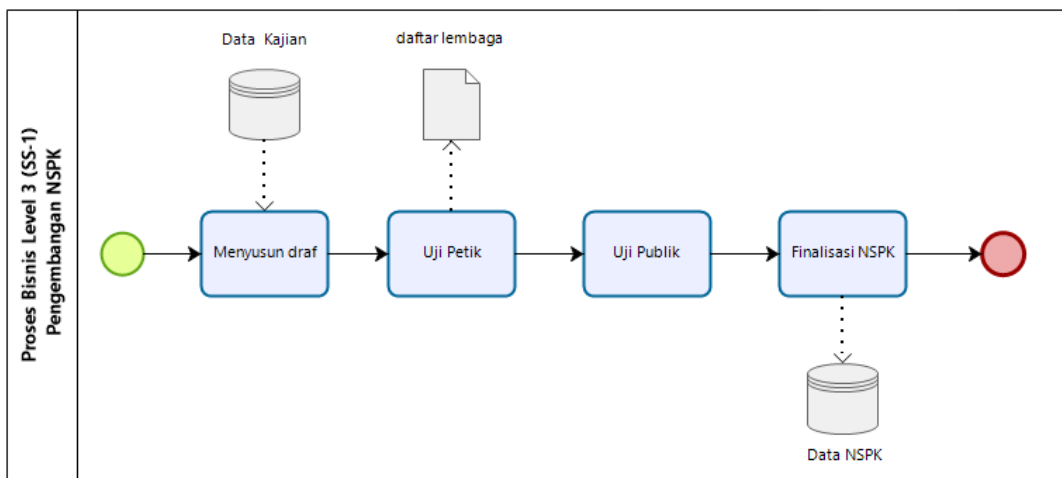 Proses Bisnis Level 3 (SS-1)
Pengembangan NSPK
Data  Kajian
daftar lembaga
Menyusun draf
Uji Petik
Uji Publik
Finalisasi NSPK
Data NSPK